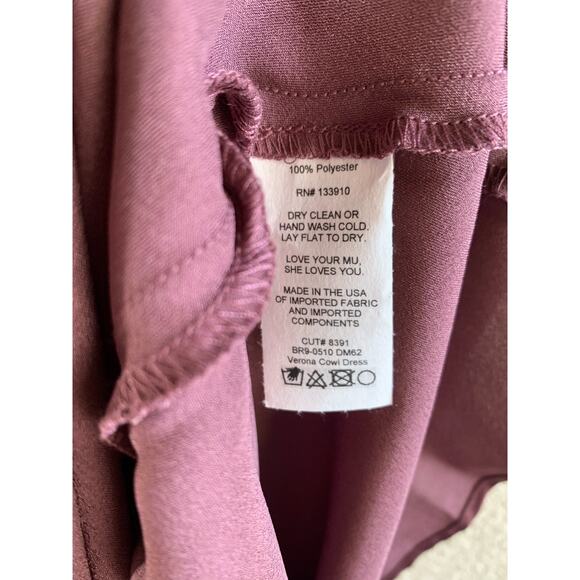 100% Polyester
RN# 133910
DRY CLEAN OR
HAND WASH COLD.
LAY FLAT TO DRY.
LOVE YOUR MU,
SHE LOVES YOU.
MADE IN THE USA
OF IMPORTED FABRIC
AND IMPORTED
COMPONENTS
CUT# 8391
BR9-0510 DM62
Verona Cowl Dress